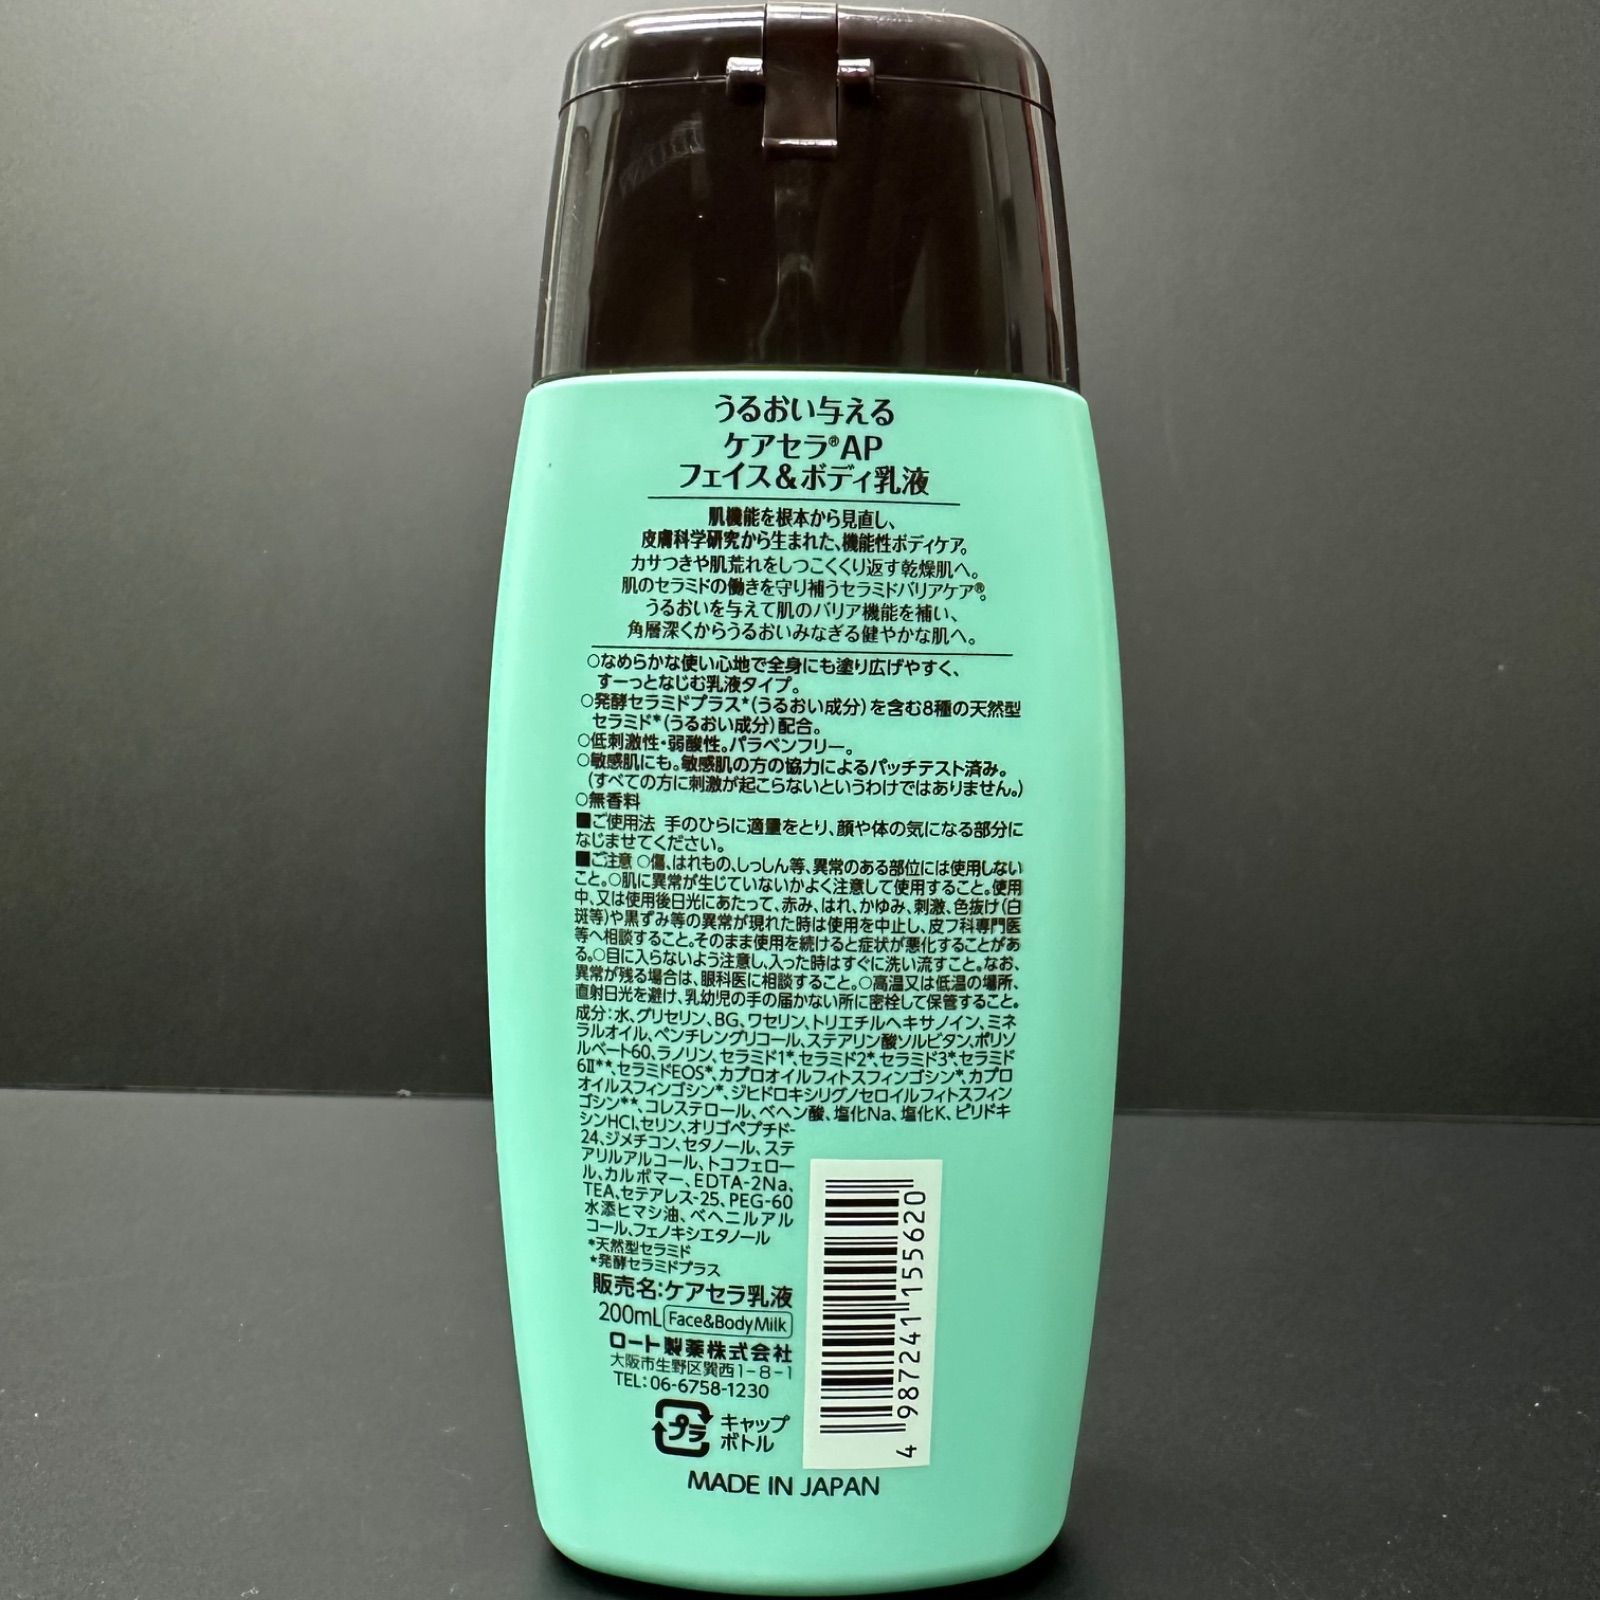 うるおい与える
ケアセラ®AP
フェイス&ボディ乳液
肌機能を根本から見直し、
皮膚科学研究から生まれた、機能性ボディケア。
カサつきや肌荒れをしつこくくり返す乾燥肌へ。
肌のセラミドの働きを守り補うセラミドバリアケア®。
うるおいを与えて肌のバリア機能を補い、
角層深くからうるおいみなぎる健やかな肌へ。
○なめらかな使い心地で全身にも塗り広げやすく、
すーっとなじむ乳液タイプ。
○発酵セラミドプラス*(うるおい成分)を含む8種の天然型
セラミド*(うるおい成分)配合。
○低刺激性・弱酸性。パラベンフリー。
○敏感肌にも。敏感肌の方の協力によるパッチテスト済み。
(すべての方に刺激が起こらないというわけではありません。)
○無香料
■ご使用法 手のひらに適量をとり、顔や体の気になる部分に
なじませてください。
■ご注意 ○傷、はれもの、しっしん等、異常のある部位には使用しない
こと。○肌に異常が生じていないかよく注意して使用すること。使用
中、又は使用後日光にあたって、赤み、はれ、かゆみ、刺激、色抜け(白
斑等)や黒ずみ等の異常が現れた時は使用を中止し、皮フ科専門医
等へ相談すること。そのまま使用を続けると症状が悪化することがあ
る。○目に入らないよう注意し、入った時はすぐに洗い流すこと。なお、
異常が残る場合は、眼科医に相談すること。○高温又は低温の場所、
直射日光を避け、乳幼児の手の届かない所に密栓して保管すること。
成分:水、グリセリン、BG、ワセリン、トリエチルヘキサノイン、ミネ
ラルオイル、ペンチレングリコール、ステアリン酸ソルビタン、ポリソ
ルベート60、ラノリン、セラミド1*、セラミド2*、セラミド3*、セラミド
6Ⅱ**、セラミドEOS*、カプロオイルフィトスフィンゴシン*、カプロ
オイルスフィンゴシン*、ジヒドロキシリグノセロイルフィトスフィン
ゴシン**、コレステロール、ベヘン酸、塩化Na、塩化K、ピリドキ
シンHCl、セリン、オリゴペプチド-
24、ジメチコン、セタノール、ステ
アリルアルコール、トコフェロー
ル、カルボマー、EDTA-2Na、
TEA、セテアレス-25、PEG-60
水添ヒマシ油、ベヘニルアル
コール、フェノキシエタノール
*天然型セラミド
★発酵セラミドプラス
販売名:ケアセラ乳液
200mL Face&Body Milk
ロート製薬株式会社
大阪市生野区巽西1-8-1
TEL:06-6758-1230
プラ キャップ
ボトル
4 987241 155620
MADE IN JAPAN